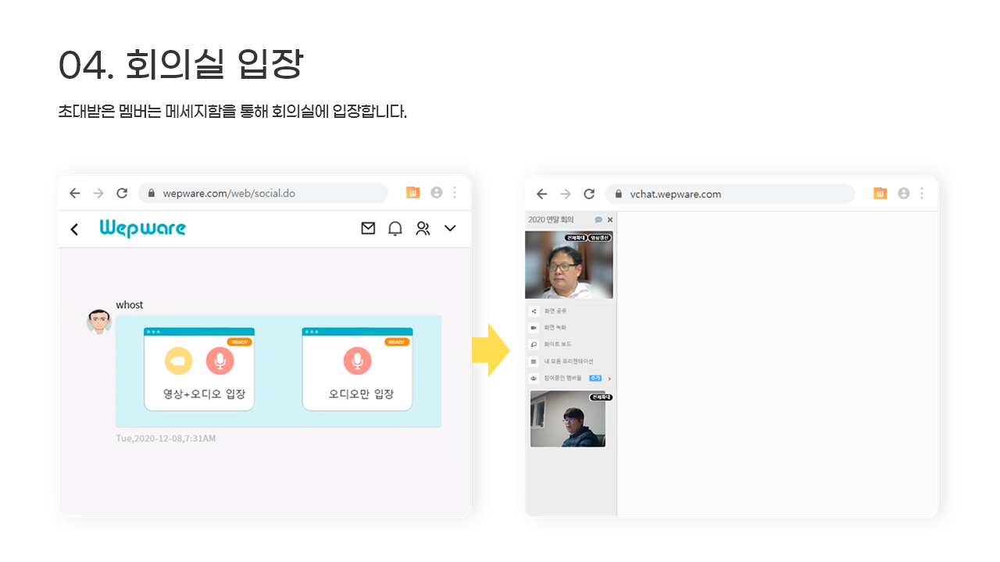 04. 회의실 입장
초대받은 멤버는 메세지함을 통해 회의실에 입장합니다.
wepware.com/web/social.do
Wepware
whost
READY
영상+오디오 입장
READY
오디오만 입장
Tue,2020-12-08,7:31AM
vchat.wepware.com
2020 연말 회의
전체확대 영상갱신
화면 공유
화면 녹화
화이트 보드
내 모듬 프리젠테이션
참여중인 멤버들 추가
전체확대